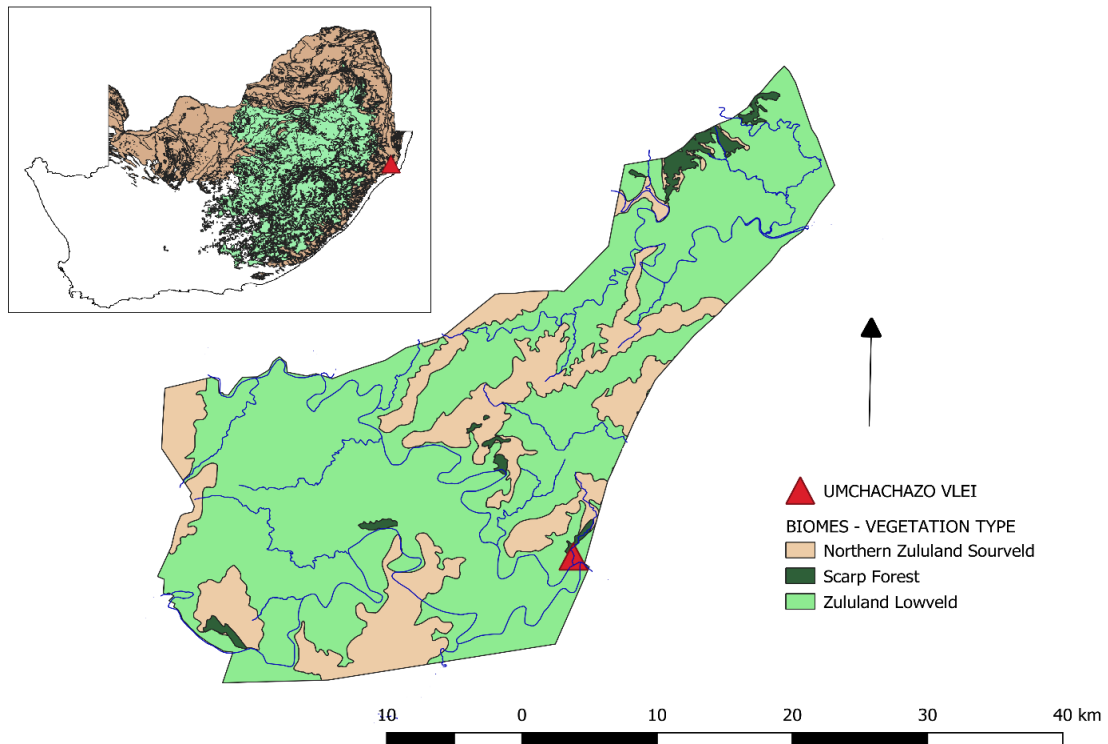 UMCHACHAZO VLEI
BIOMES - VEGETATION TYPE
Northern Zululand Sourveld
Scarp Forest
Zululand Lowveld
10 0 10 20 30 40 km